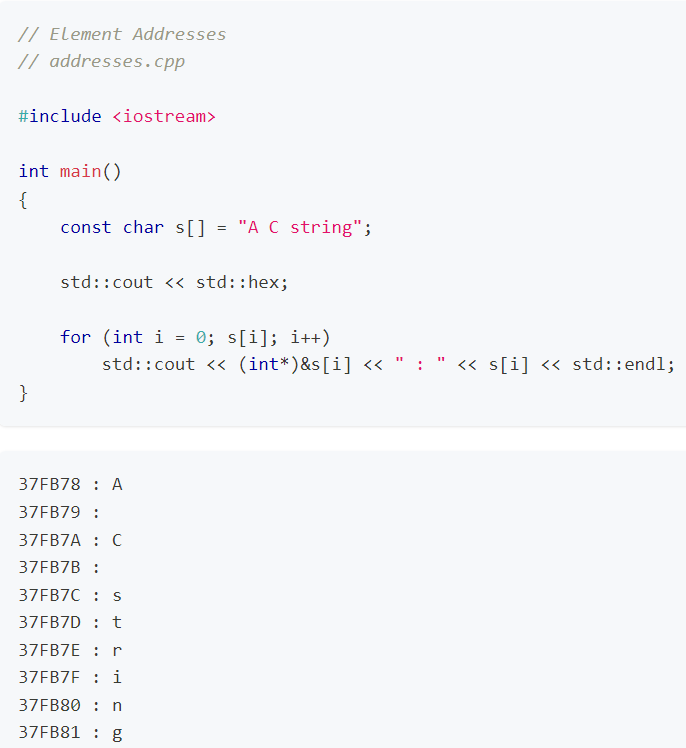 // Element Addresses
// addresses.cpp
#include <iostream>
int main()
{
    const char s[] = "A C string";
    std::cout << std::hex;
    for (int i = 0; s[i]; i++)
        std::cout << (int*)&s[i] << " : " << s[i] << std::endl;
}
37FB78 : A
37FB79 :
37FB7A : C
37FB7B :
37FB7C : s
37FB7D : t
37FB7E : r
37FB7F : i
37FB80 : n
37FB81 : g